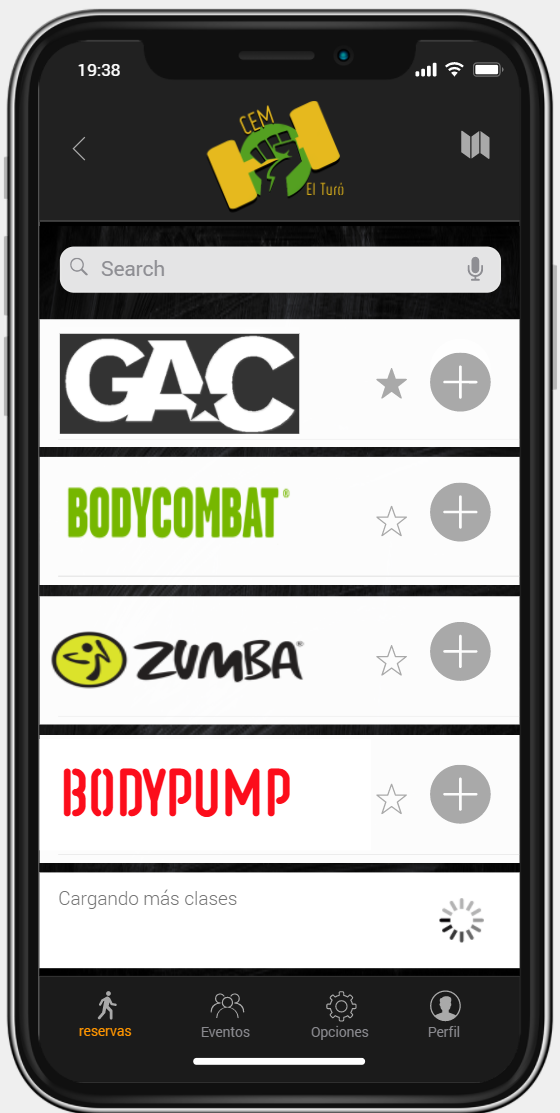 19:38
CEM
El Turó
Search
GAC
BODYCOMBAT®
ZUMBA®
BODYPUMP
Cargando más clases
reservas
Eventos
Opciones
Perfil